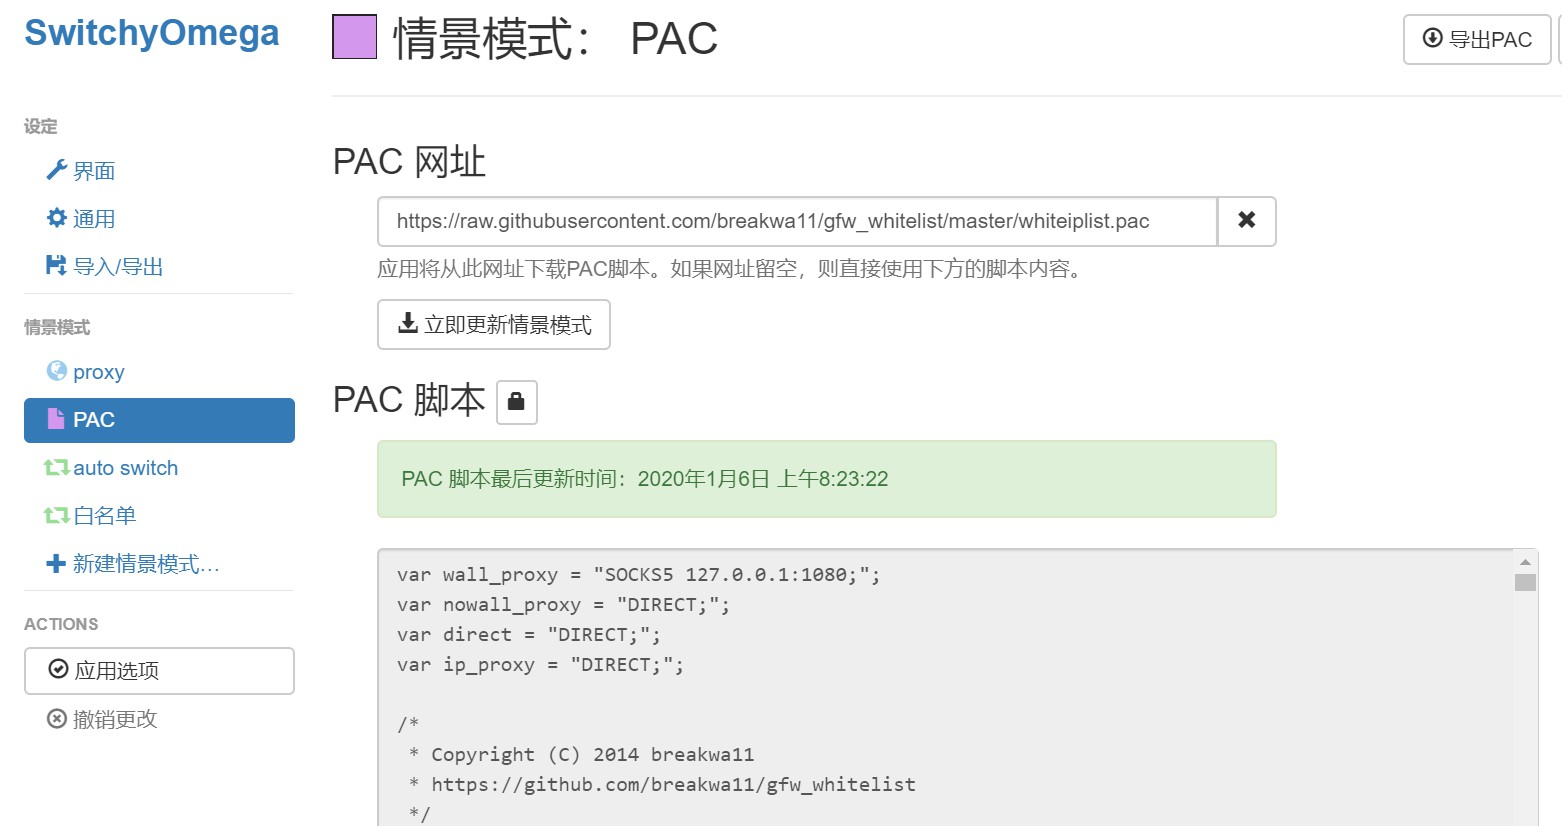 SwitchyOmega
情景模式： PAC
导出PAC
设定
界面
通用
导入/导出
情景模式
proxy
PAC
auto switch
白名单
新建情景模式…
ACTIONS
应用选项
撤销更改
PAC 网址
https://raw.githubusercontent.com/breakwa11/gfw_whitelist/master/whiteiplist.pac
应用将从此网址下载PAC脚本。如果网址留空，则直接使用下方的脚本内容。
立即更新情景模式
PAC 脚本
PAC 脚本最后更新时间：2020年1月6日 上午8:23:22
var wall_proxy = "SOCKS5 127.0.0.1:1080;";
var nowall_proxy = "DIRECT;";
var direct = "DIRECT;";
var ip_proxy = "DIRECT;";
/*
 * Copyright (C) 2014 breakwa11
 * https://github.com/breakwa11/gfw_whitelist
 */